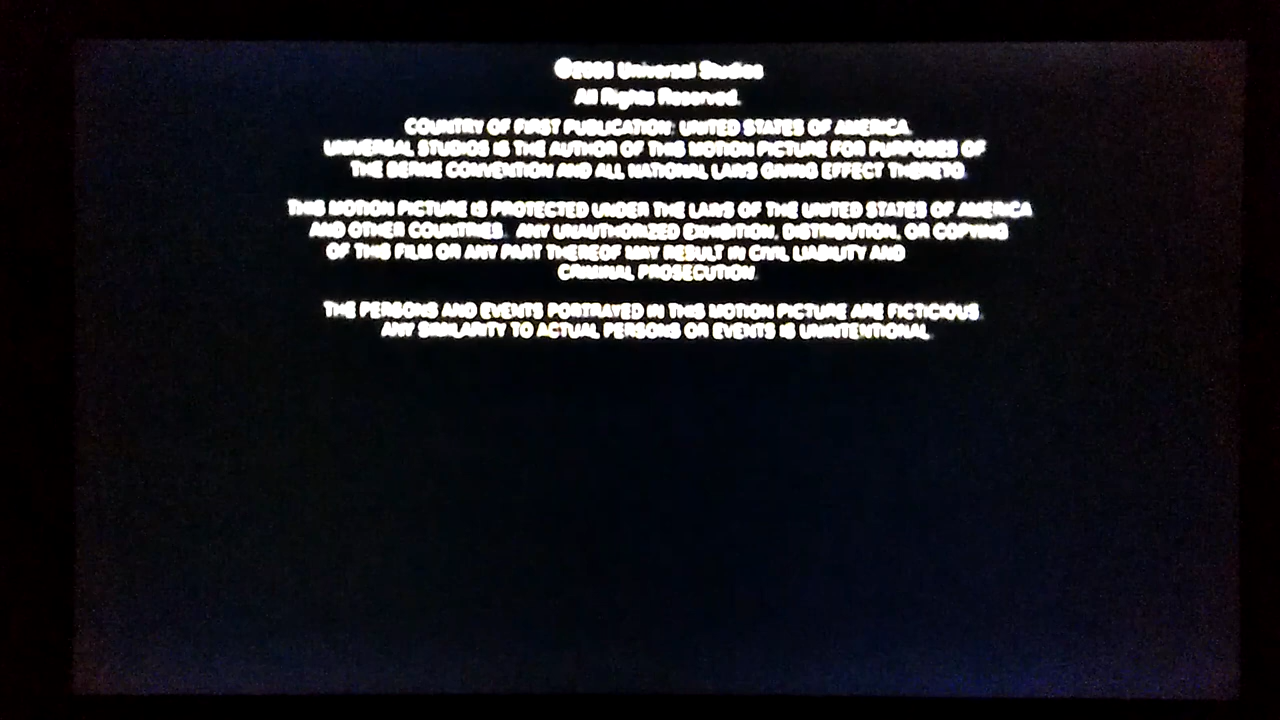 Universal Studios
All Rights Reserved.
COUNTRY OF FIRST PUBLICATION: UNITED STATES OF AMERICA.
UNIVERSAL STUDIOS IS THE AUTHOR OF THIS MOTION PICTURE FOR PURPOSES OF
THE BERNE CONVENTION AND ALL NATIONAL LAWS GIVING EFFECT THERETO.
THIS MOTION PICTURE IS PROTECTED UNDER THE LAWS OF THE UNITED STATES OF AMERICA
AND OTHER COUNTRIES. ANY UNAUTHORIZED EXHIBITION, DISTRIBUTION, OR COPYING
OF THIS FILM OR ANY PART THEREOF MAY RESULT IN CIVIL LIABILITY AND
CRIMINAL PROSECUTION.
THE PERSONS AND EVENTS PORTRAYED IN THIS MOTION PICTURE ARE FICTICIOUS.
ANY SIMILARITY TO ACTUAL PERSONS OR EVENTS IS UNINTENTIONAL.